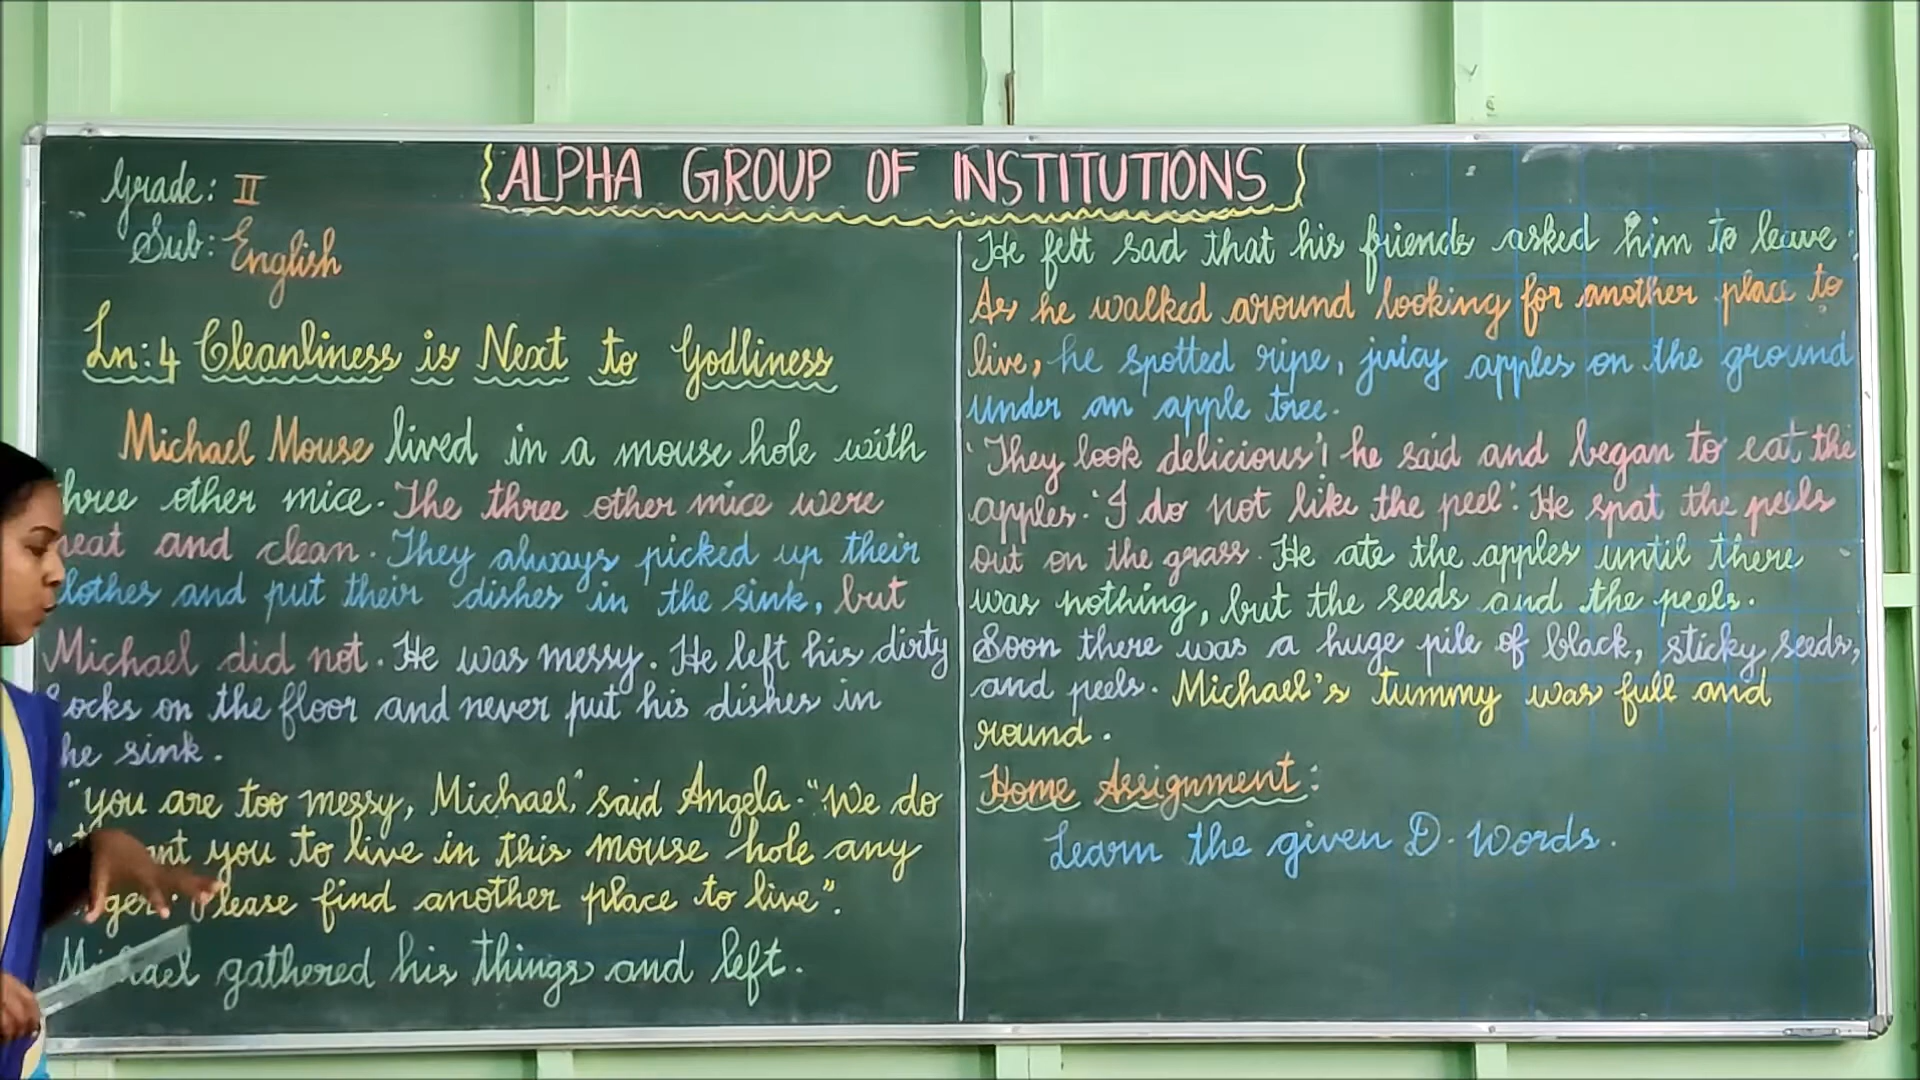 ALPHA GROUP OF INSTITUTIONS
Grade: II
Sub: English
Ln: 4 Cleanliness is Next to Godliness
Michael Mouse lived in a mouse hole with
three other mice. The three other mice were
neat and clean. They always picked up their
clothes and put their dishes in the sink, but
Michael did not. He was messy. He left his dirty
socks on the floor and never put his dishes in
the sink.
"you are too messy, Michael," said Angela. "We do
you to live in this mouse hole any
Please find another place to live".
Michael gathered his things and left.
He felt sad that his friends asked him to leave.
As he walked around looking for another place to
live, he spotted ripe, juicy apples on the ground
under an apple tree.
'They look delicious'! he said and began to eat the
apples. 'I do not like the peel'. He spat the peels
out on the grass. He ate the apples until there
was nothing, but the seeds and the peels.
Soon there was a huge pile of black, sticky seeds,
and peels. Michael's tummy was full and
round.
Home Assignment:
Learn the given D. Words.